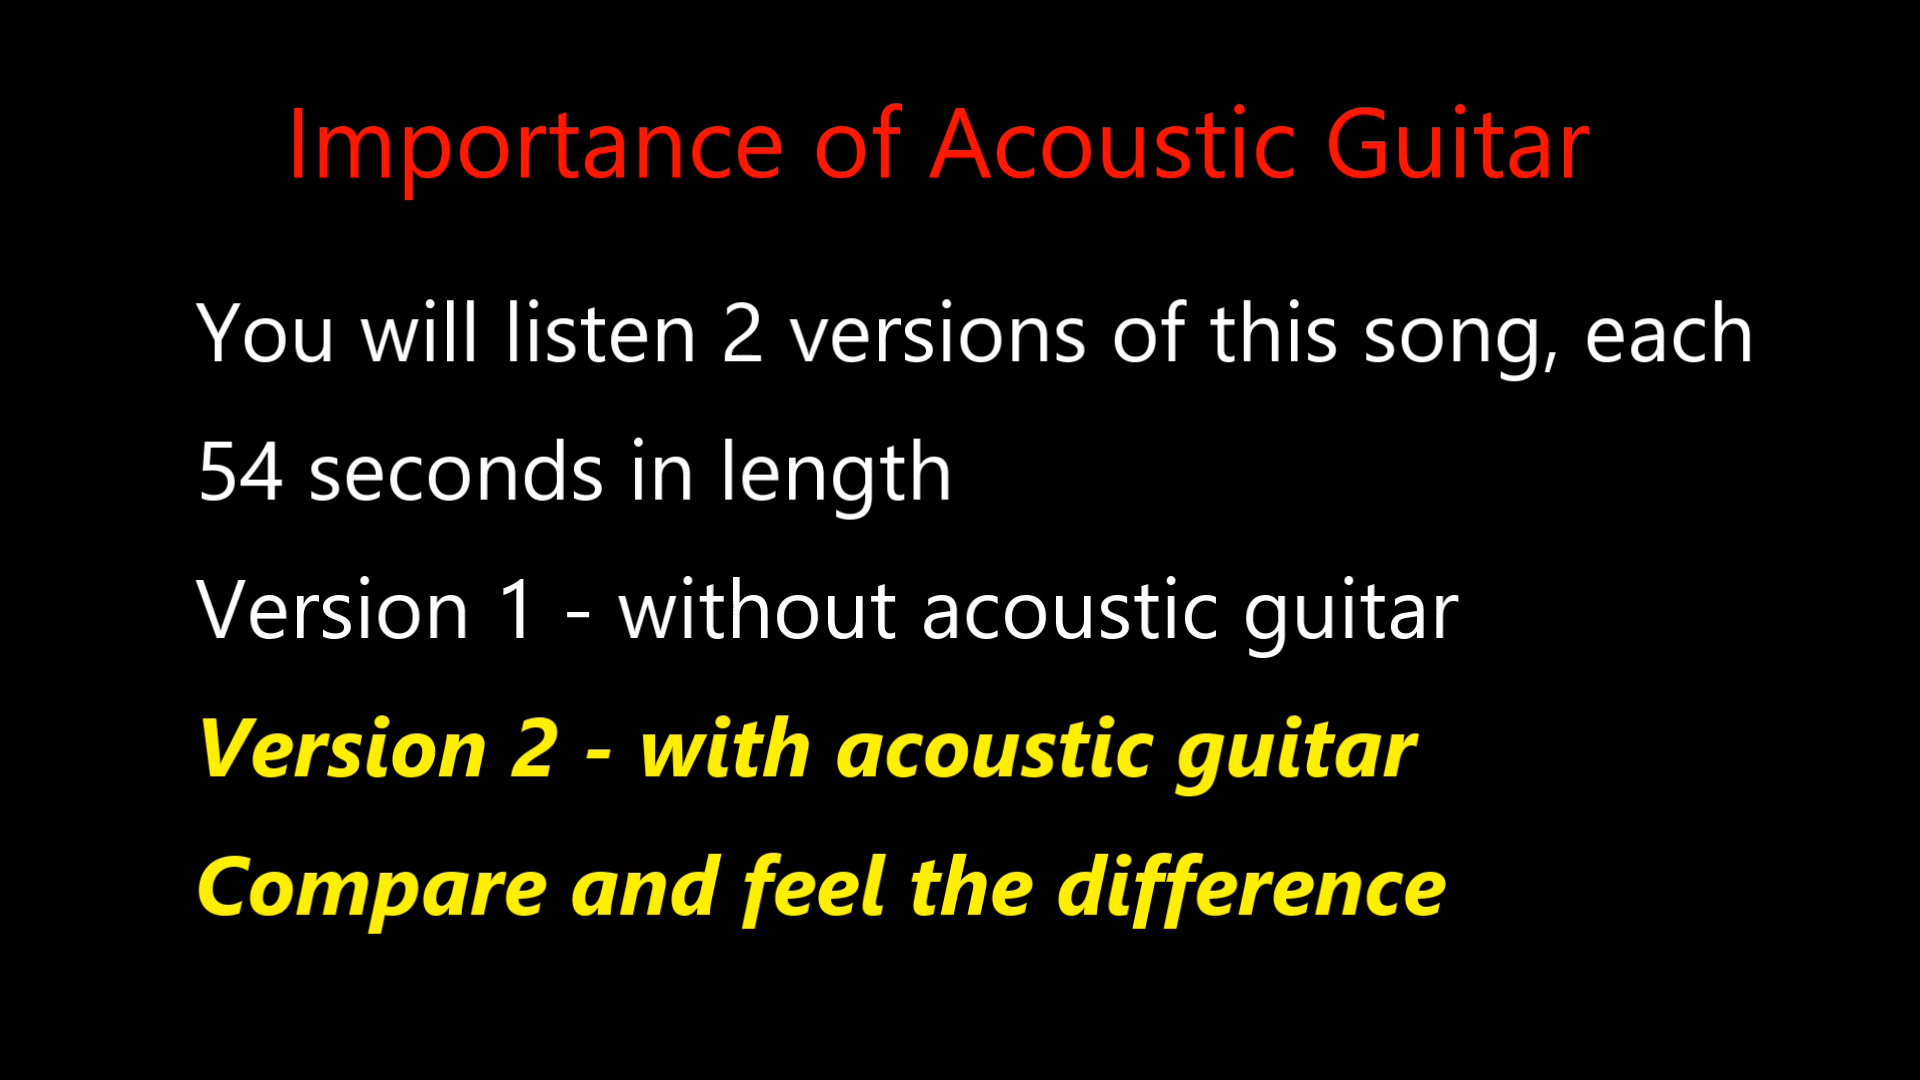 Importance of Acoustic Guitar
You will listen 2 versions of this song, each
54 seconds in length
Version 1 - without acoustic guitar
Version 2 - with acoustic guitar
Compare and feel the difference